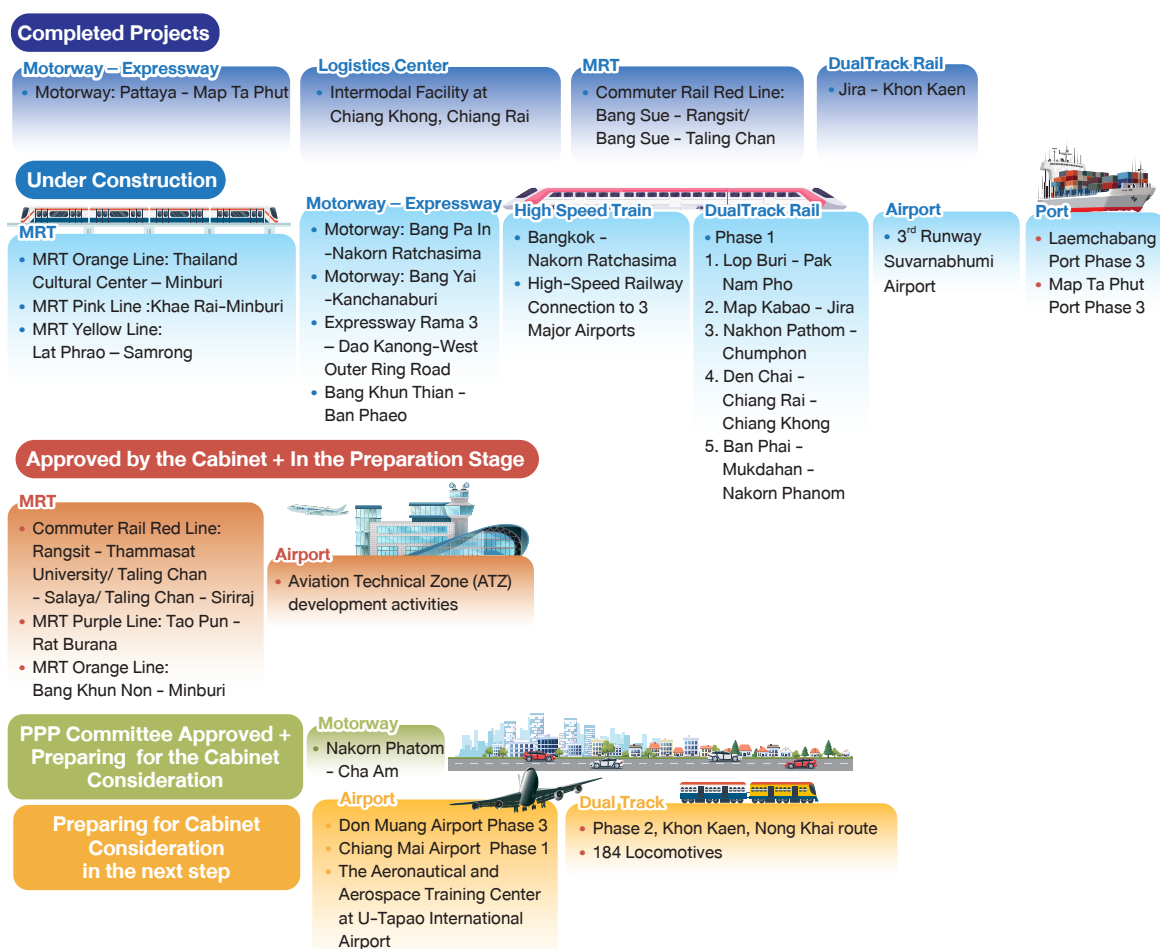 Completed Projects
Motorway – Expressway
• Motorway: Pattaya - Map Ta Phut
Logistics Center
• Intermodal Facility at
Chiang Khong, Chiang Rai
MRT
• Commuter Rail Red Line:
Bang Sue - Rangsit/
Bang Sue - Taling Chan
DualTrack Rail
• Jira - Khon Kaen
Under Construction
MRT
• MRT Orange Line: Thailand
Cultural Center – Minburi
• MRT Pink Line :Khae Rai-Minburi
• MRT Yellow Line:
Lat Phrao – Samrong
Motorway – Expressway
• Motorway: Bang Pa In
-Nakorn Ratchasima
• Motorway: Bang Yai
-Kanchanaburi
• Expressway Rama 3
– Dao Kanong-West
Outer Ring Road
• Bang Khun Thian -
Ban Phaeo
High Speed Train
• Bangkok -
Nakorn Ratchasima
• High-Speed Railway
Connection to 3
Major Airports
DualTrack Rail
• Phase 1
1. Lop Buri - Pak
Nam Pho
2. Map Kabao - Jira
3. Nakhon Pathom -
Chumphon
4. Den Chai -
Chiang Rai -
Chiang Khong
5. Ban Phai -
Mukdahan -
Nakorn Phanom
Airport
• 3rd Runway
Suvarnabhumi
Airport
Port
• Laemchabang
Port Phase 3
• Map Ta Phut
Port Phase 3
Approved by the Cabinet + In the Preparation Stage
MRT
• Commuter Rail Red Line:
Rangsit - Thammasat
University/ Taling Chan
- Salaya/ Taling Chan - Siriraj
• MRT Purple Line: Tao Pun -
Rat Burana
• MRT Orange Line:
Bang Khun Non - Minburi
Airport
• Aviation Technical Zone (ATZ)
development activities
PPP Committee Approved +
Preparing for the Cabinet
Consideration
Motorway
• Nakorn Phatom
- Cha Am
Preparing for Cabinet
Consideration
in the next step
Airport
• Don Muang Airport Phase 3
• Chiang Mai Airport Phase 1
• The Aeronautical and
Aerospace Training Center
at U-Tapao International
Airport
Dual Track
• Phase 2, Khon Kaen, Nong Khai route
• 184 Locomotives